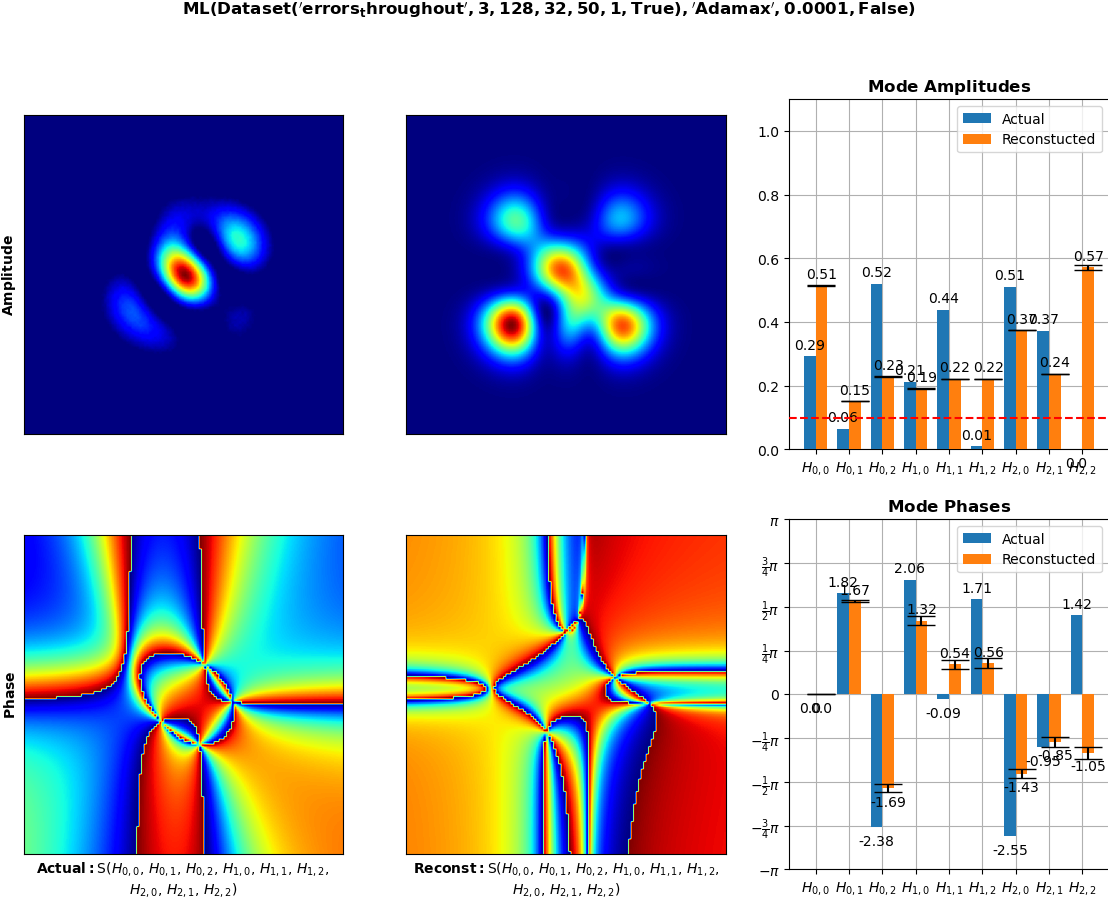 ML(Dataset('errors_throughout', 3, 128, 32, 50, 1, True), 'Adamax', 0.0001, False)
Amplitude
Mode Amplitudes
Actual
Reconstucted
1.0
0.8
0.6
0.4
0.2
0.0
0.29
0.51
0.06
0.15
0.52
0.23
0.21
0.19
0.44
0.22
0.01
0.22
0.51
0.37
0.37
0.24
0.0
0.57
H0,0 H0,1 H0,2 H1,0 H1,1 H1,2 H2,0 H2,1 H2,2
Phase
Actual: S(H0,0, H0,1, H0,2, H1,0, H1,1, H1,2,
H2,0, H2,1, H2,2)
Reconst: S(H0,0, H0,1, H0,2, H1,0, H1,1, H1,2,
H2,0, H2,1, H2,2)
Mode Phases
Actual
Reconstucted
π
3/4π
1/2π
1/4π
0
−1/4π
−1/2π
−3/4π
−π
0.0
0.0
1.82
1.67
-2.38
-1.69
2.06
1.32
-0.09
0.54
1.71
0.56
-2.55
-1.43
-0.95
-0.85
1.42
-1.05
H0,0 H0,1 H0,2 H1,0 H1,1 H1,2 H2,0 H2,1 H2,2